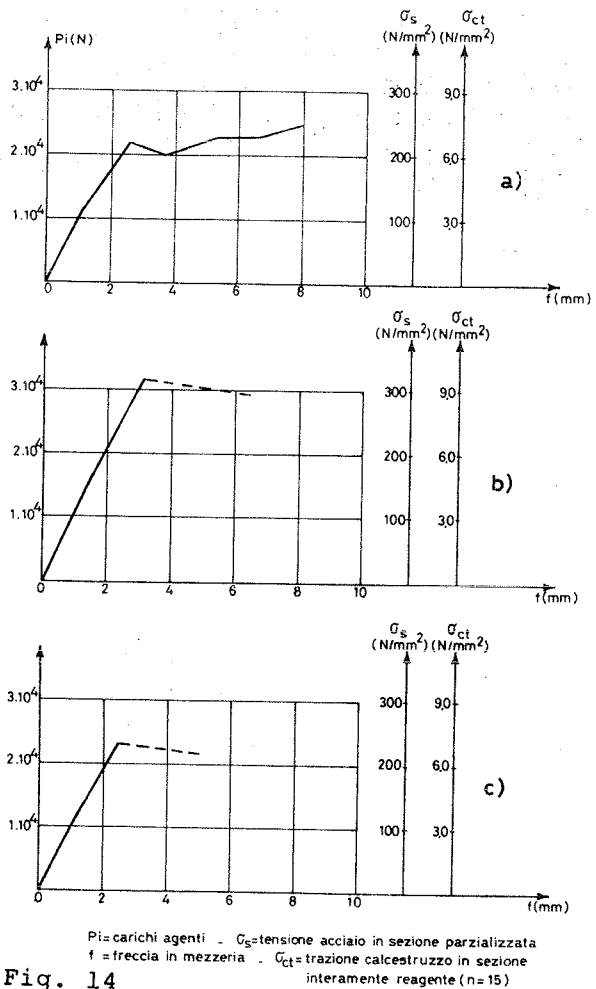 σs σct
(N/mm²) (N/mm²)
Pi(N)
3.10⁴ 300 9,0
2.10⁴ 200 6,0
a)
1.10⁴ 100 3,0
0 2 4 6 8 10
f(mm)
σs σct
(N/mm²) (N/mm²)
3.10⁴ 300 9,0
2.10⁴ 200 6,0
b)
1.10⁴ 100 3,0
0 2 4 6 8 10
f(mm)
σs σct
(N/mm²) (N/mm²)
3.10⁴ 300 9,0
2.10⁴ 200 6,0
c)
1.10⁴ 100 3,0
0 2 4 6 8 10
f(mm)
Pi=carichi agenti _ σs=tensione acciaio in sezione parzializzata
f =freccia in mezzeria _ σct=trazione calcestruzzo in sezione
Fig. 14 interamente reagente (n=15)